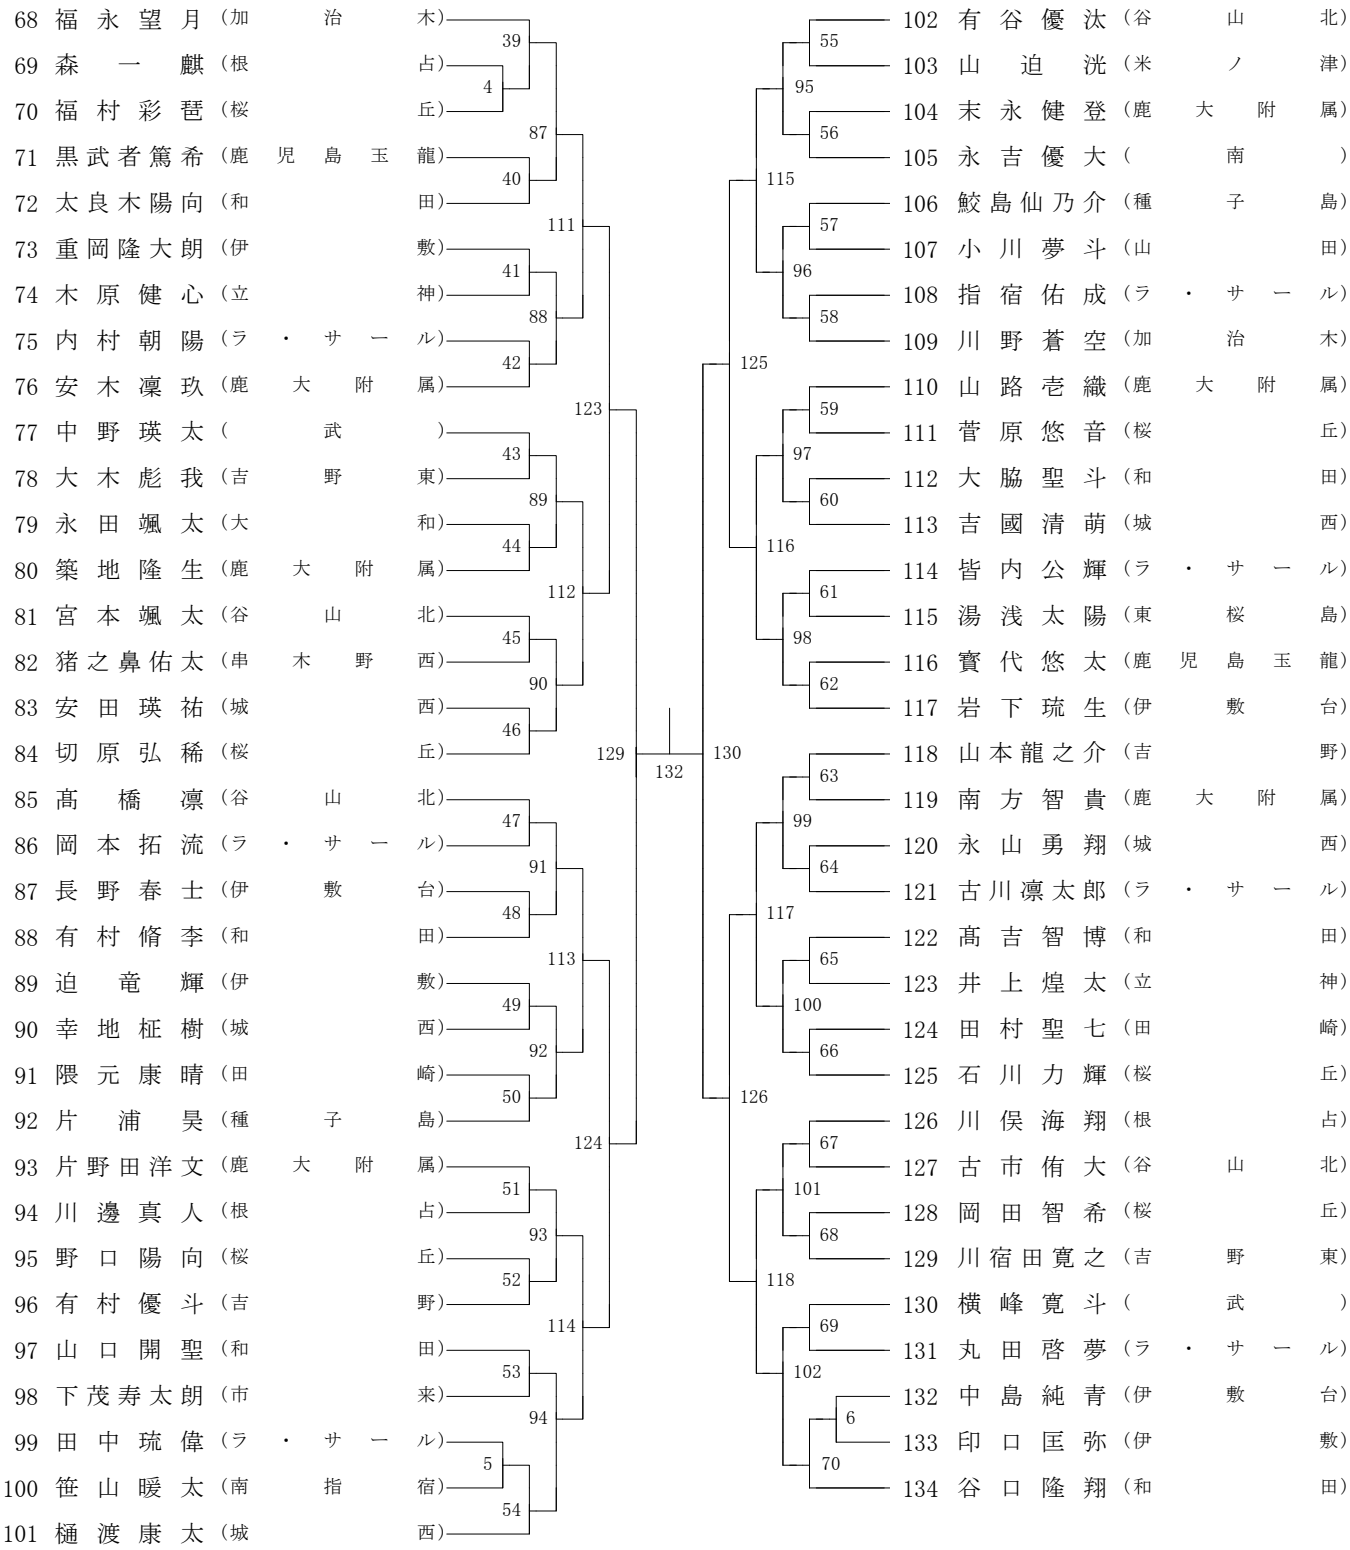 68 福永望月 (加治木)
69 森一麒 (根占)
70 福村彩琶 (桜丘)
71 黒武者篤希 (鹿児島玉龍)
72 太良木陽向 (和田)
73 重岡隆大朗 (伊敷)
74 木原健心 (立神)
75 内村朝陽 (ラ・サール)
76 安木凜玖 (鹿大附属)
77 中野瑛太 (武)
78 大木彪我 (吉野東)
79 永田颯太 (大和)
80 築地隆生 (鹿大附属)
81 宮本颯太 (谷山北)
82 猪之鼻佑太 (串木野西)
83 安田瑛祐 (城西)
84 切原弘稀 (桜丘)
85 髙橋凛 (谷山北)
86 岡本拓流 (ラ・サール)
87 長野春士 (伊敷台)
88 有村脩李 (和田)
89 迫竜輝 (伊敷)
90 幸地柾樹 (城西)
91 隈元康晴 (田崎)
92 片浦昊 (種子島)
93 片野田洋文 (鹿大附属)
94 川邊真人 (根占)
95 野口陽向 (桜丘)
96 有村優斗 (吉野)
97 山口開聖 (和田)
98 下茂寿太朗 (市来)
99 田中琉偉 (ラ・サール)
100 笹山暖太 (南指宿)
101 樋渡康太 (城西)
39
4
87
40
111
41
88
42
123
43
89
44
112
45
90
46
129
47
91
48
113
49
92
50
124
51
93
52
114
53
94
5
54
132
130
55
95
56
115
57
96
58
125
59
97
60
116
61
98
62
63
99
64
117
65
100
66
126
67
101
68
118
69
102
6
70
102 有谷優汰 (谷山北)
103 山迫洸 (米ノ津)
104 末永健登 (鹿大附属)
105 永吉優大 (南)
106 鮫島仙乃介 (種子島)
107 小川夢斗 (山田)
108 指宿佑成 (ラ・サール)
109 川野蒼空 (加治木)
110 山路壱織 (鹿大附属)
111 菅原悠音 (桜丘)
112 大脇聖斗 (和田)
113 吉國清萌 (城西)
114 皆内公輝 (ラ・サール)
115 湯浅太陽 (東桜島)
116 寳代悠太 (鹿児島玉龍)
117 岩下琉生 (伊敷台)
118 山本龍之介 (吉野)
119 南方智貴 (鹿大附属)
120 永山勇翔 (城西)
121 古川凛太郎 (ラ・サール)
122 髙吉智博 (和田)
123 井上煌太 (立神)
124 田村聖七 (田崎)
125 石川力輝 (桜丘)
126 川俣海翔 (根占)
127 古市侑大 (谷山北)
128 岡田智希 (桜丘)
129 川宿田寛之 (吉野東)
130 横峰寛斗 (武)
131 丸田啓夢 (ラ・サール)
132 中島純青 (伊敷台)
133 印口匡弥 (伊敷)
134 谷口隆翔 (和田)